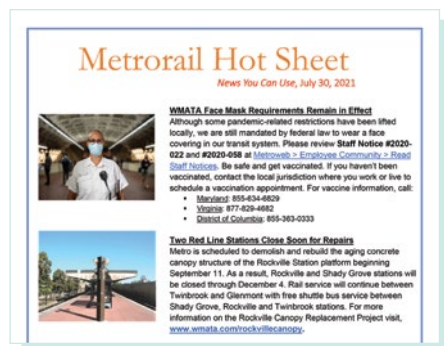 Metrorail Hot Sheet
News You Can Use, July 30, 2021
WMATA Face Mask Requirements Remain in Effect
Although some pandemic-related restrictions have been lifted
locally, we are still mandated by federal law to wear a face
covering in our transit system. Please review Staff Notice #2020-
022 and #2020-058 at Metroweb > Employee Community > Read
Staff Notices. Be safe and get vaccinated. If you haven't been
vaccinated, contact the local jurisdiction where you work or live to
schedule a vaccination appointment. For vaccine information, call:
• Maryland: 855-634-6829
• Virginia: 877-829-4682
• District of Columbia: 855-363-0333
Two Red Line Stations Close Soon for Repairs
Metro is scheduled to demolish and rebuild the aging concrete
canopy structure of the Rockville Station platform beginning
September 11. As a result, Rockville and Shady Grove stations will
be closed through December 4. Rail service will continue between
Twinbrook and Glenmont with free shuttle bus service between
Shady Grove, Rockville and Twinbrook stations. For more
information on the Rockville Canopy Replacement Project visit,
www.wmata.com/rockvillecanopy.